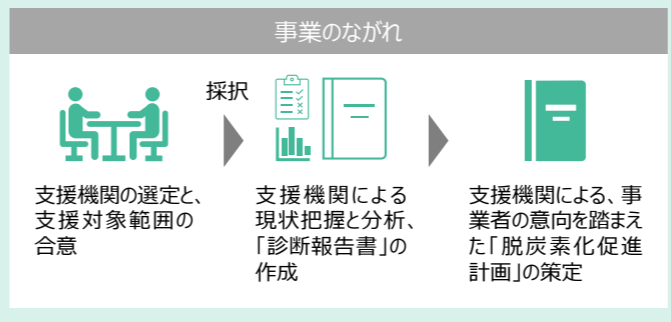 事業のながれ
採択
支援機関の選定と、
支援対象範囲の
合意
支援機関による
現状把握と分析、
「診断報告書」の
作成
支援機関による、事
業者の意向を踏まえ
た「脱炭素化促進
計画」の策定